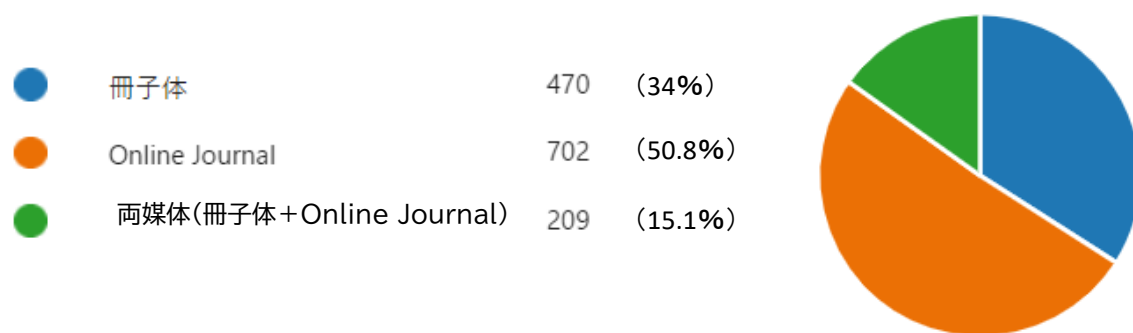 冊子体 470 （34%）
Online Journal 702 （50.8%）
両媒体（冊子体＋Online Journal） 209 （15.1%）